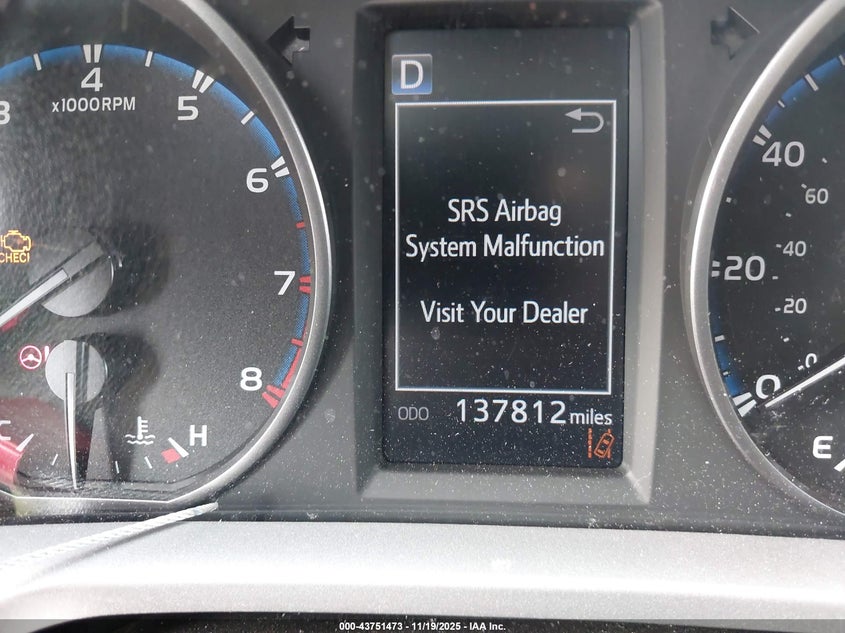 4
x1000RPM
5
6
7
8
CHECK
C
H
D
SRS Airbag
System Malfunction
Visit Your Dealer
ODO 137812 miles
40
60
40
20
20
0
0
E
000-43751473 - 11/19/2025 - IAA Inc.